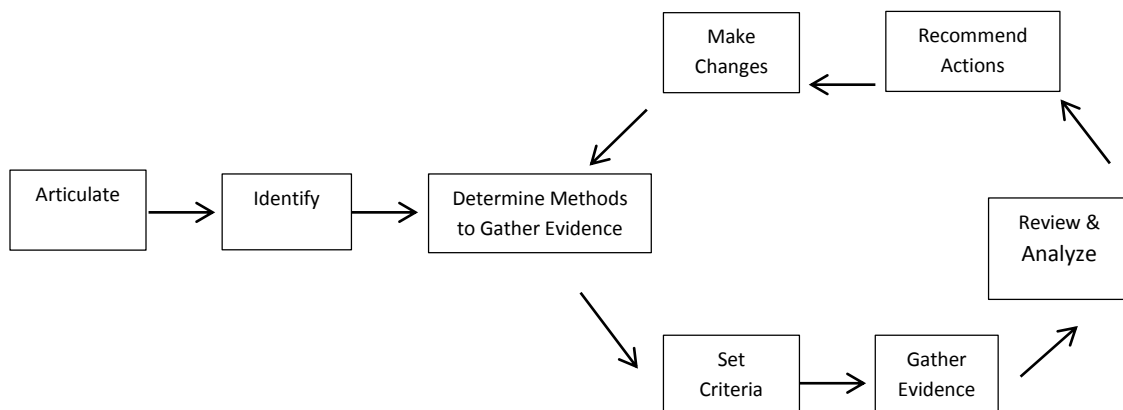 Make
Changes
Recommend
Actions
Articulate
Identify
Determine Methods
to Gather Evidence
Review &
Analyze
Set
Criteria
Gather
Evidence